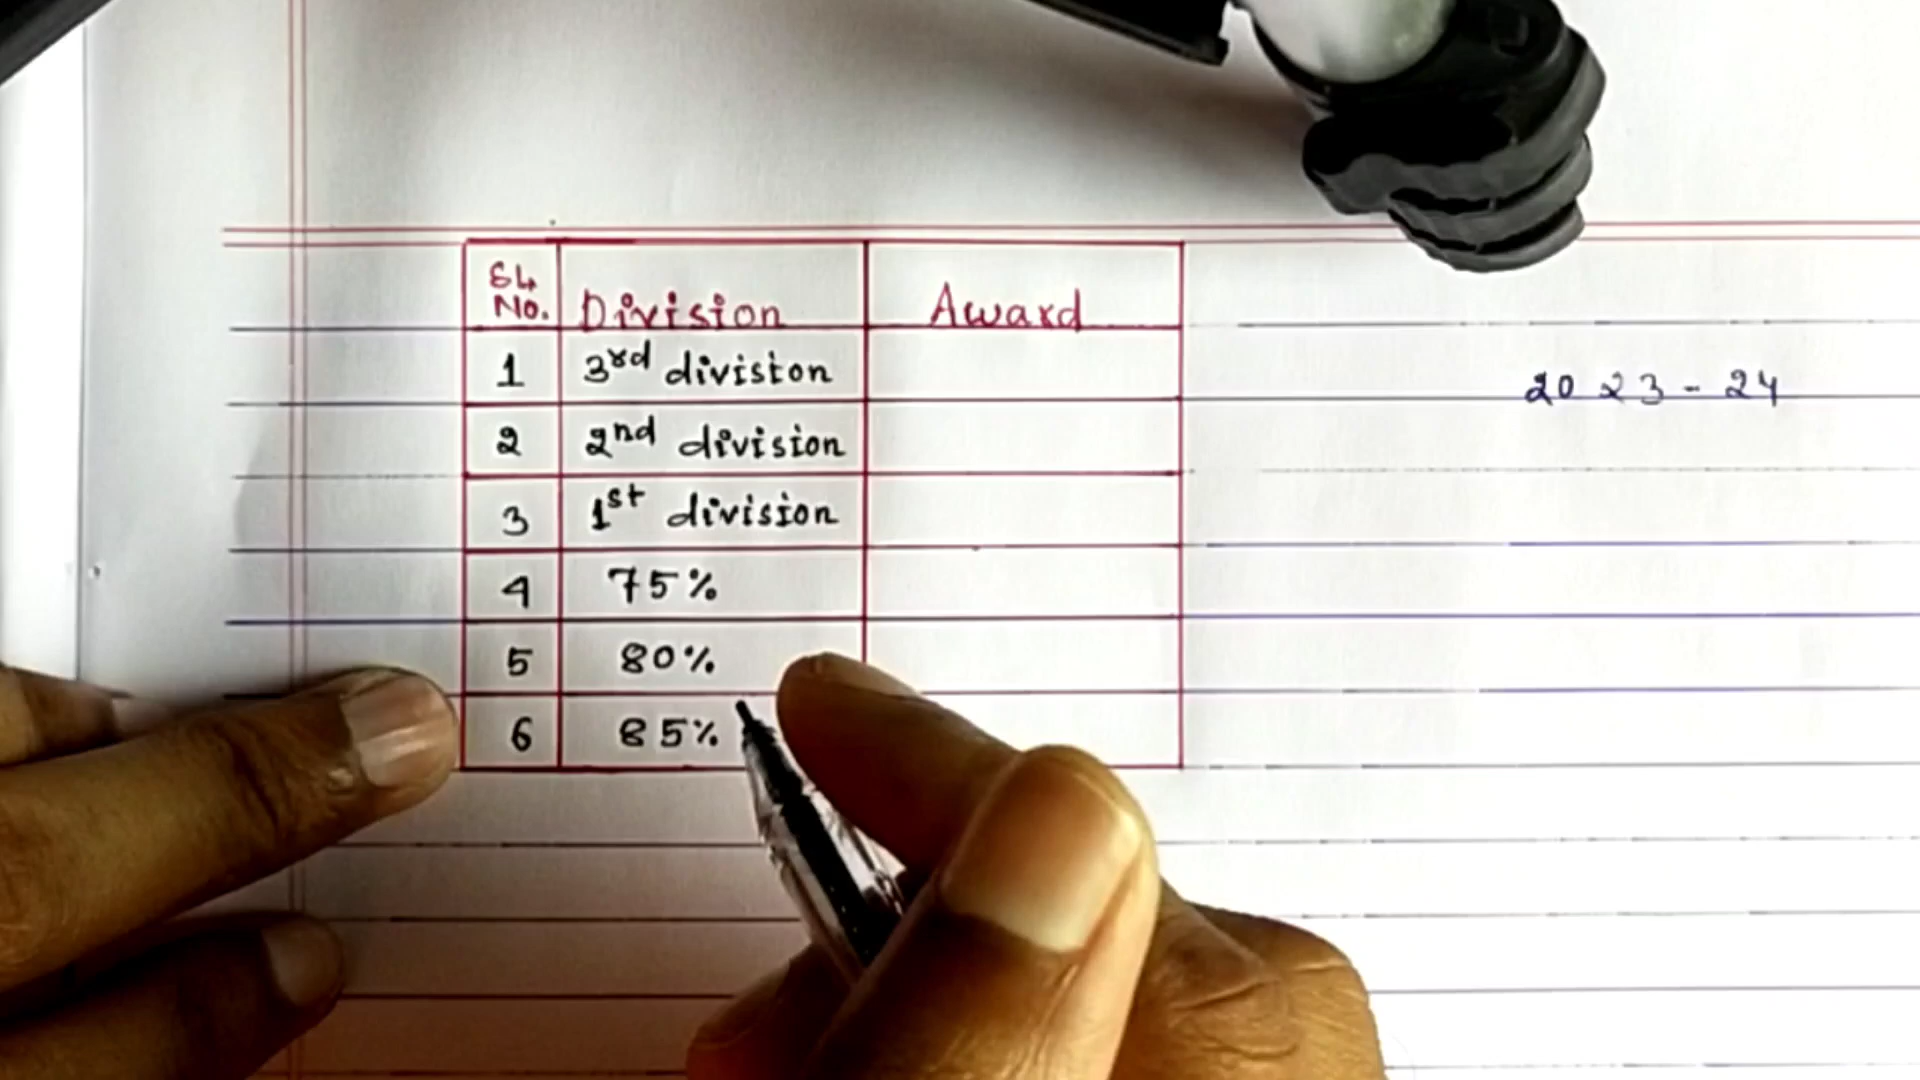 SL. No. Division Award
1 3rd division
2 2nd division
3 1st division
4 75%
5 80%
6 85%
2023-24